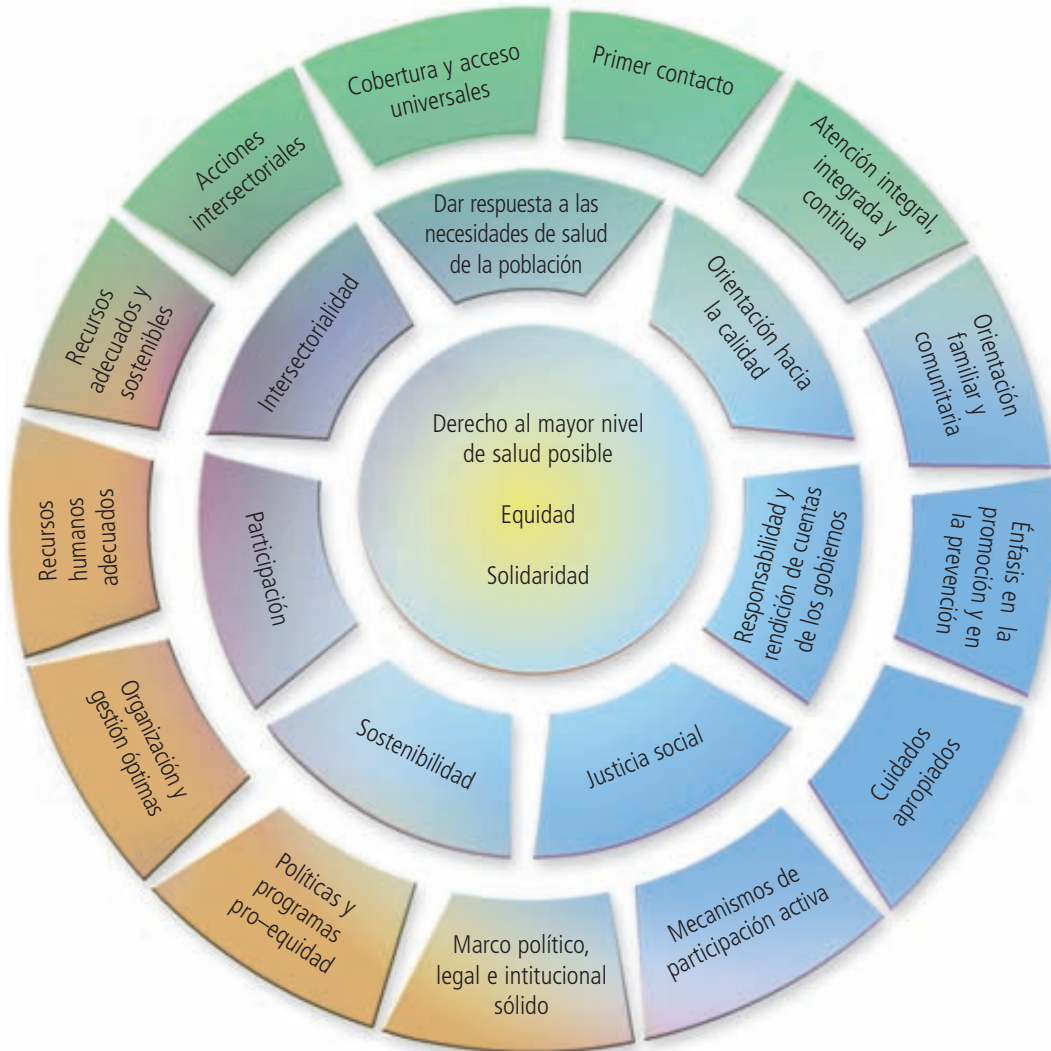 Cobertura y acceso
universales
Primer contacto
Atención integral,
integrada y
continua
Orientación
familiar y
comunitaria
Énfasis en la
promoción y en
la prevención
Cuidados
apropiados
Mecanismos de
participación activa
Marco político,
legal e intitucional
sólido
Políticas y
programas
pro–equidad
Organización y
gestión óptimas
Recursos
humanos
adecuados
Recursos
adecuados y
sostenibles
Acciones
intersectoriales
Dar respuesta a las
necesidades de salud
de la población
Orientación hacia
la calidad
Responsabilidad y
rendición de cuentas
de los gobiernos
Justicia social
Sostenibilidad
Participación
Intersectorialidad
Derecho al mayor nivel
de salud posible
Equidad
Solidaridad